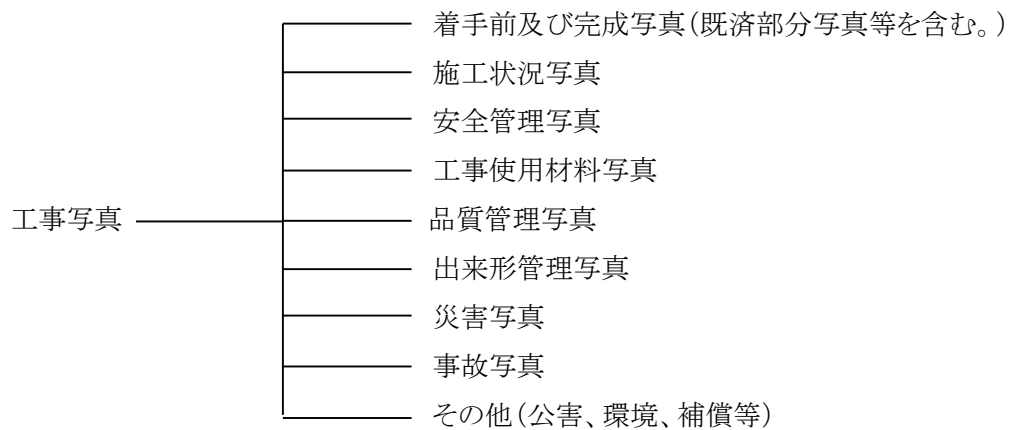 着手前及び完成写真(既済部分写真等を含む。)
施工状況写真
安全管理写真
工事使用材料写真
工事写真
品質管理写真
出来形管理写真
災害写真
事故写真
その他(公害、環境、補償等)